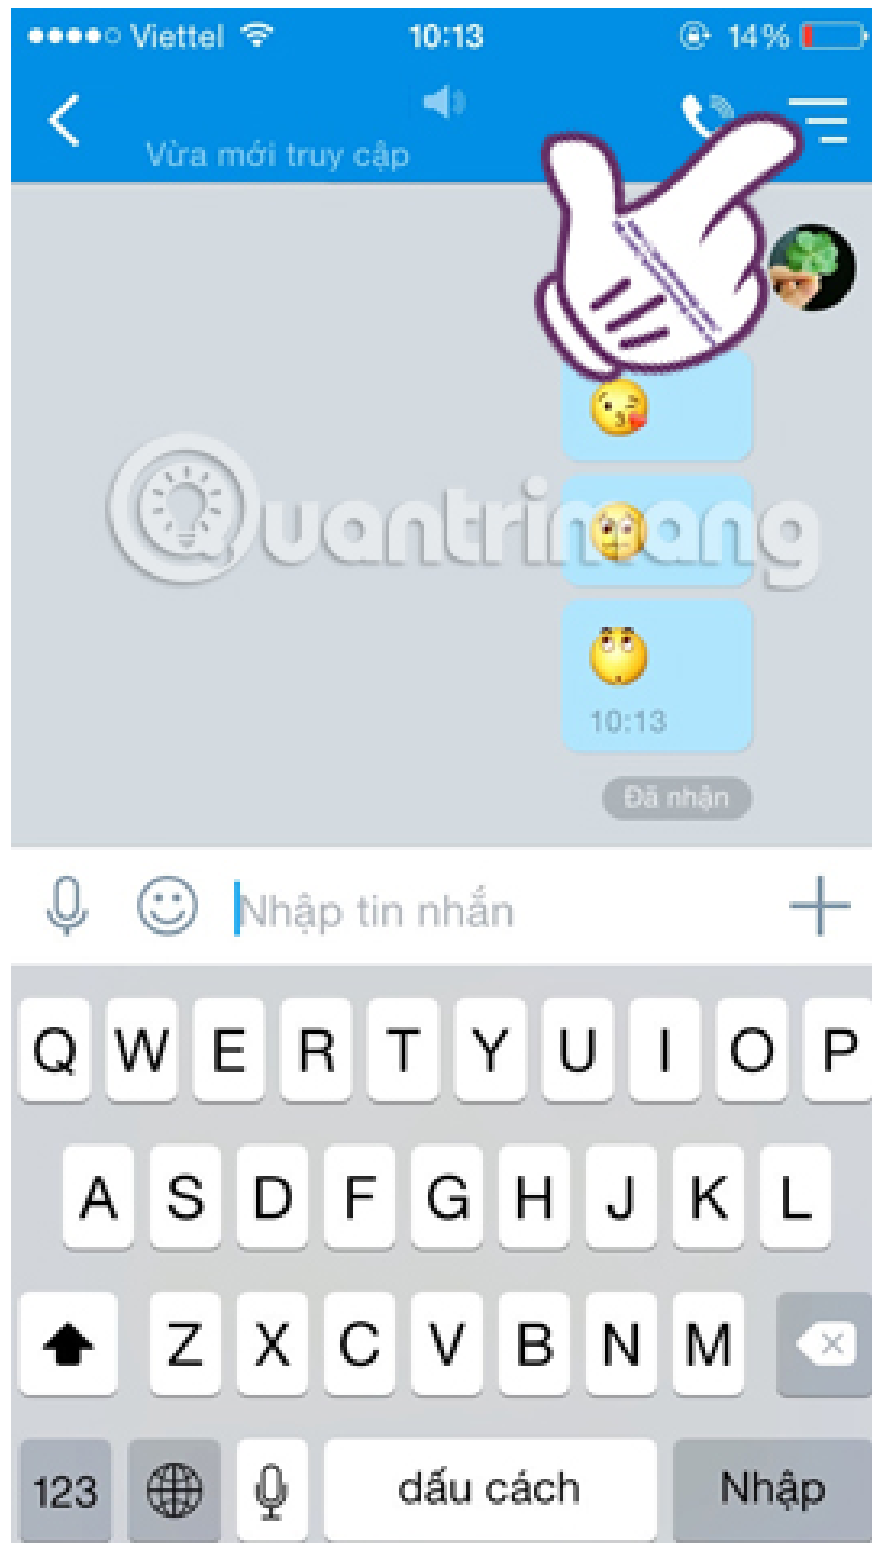 Viettel 10:13 14%
Vừa mới truy cập
Quantrimang
10:13
Đã nhận
Nhập tin nhắn
Q W E R T Y U I O P
A S D F G H J K L
Z X C V B N M
123 dấu cách Nhập